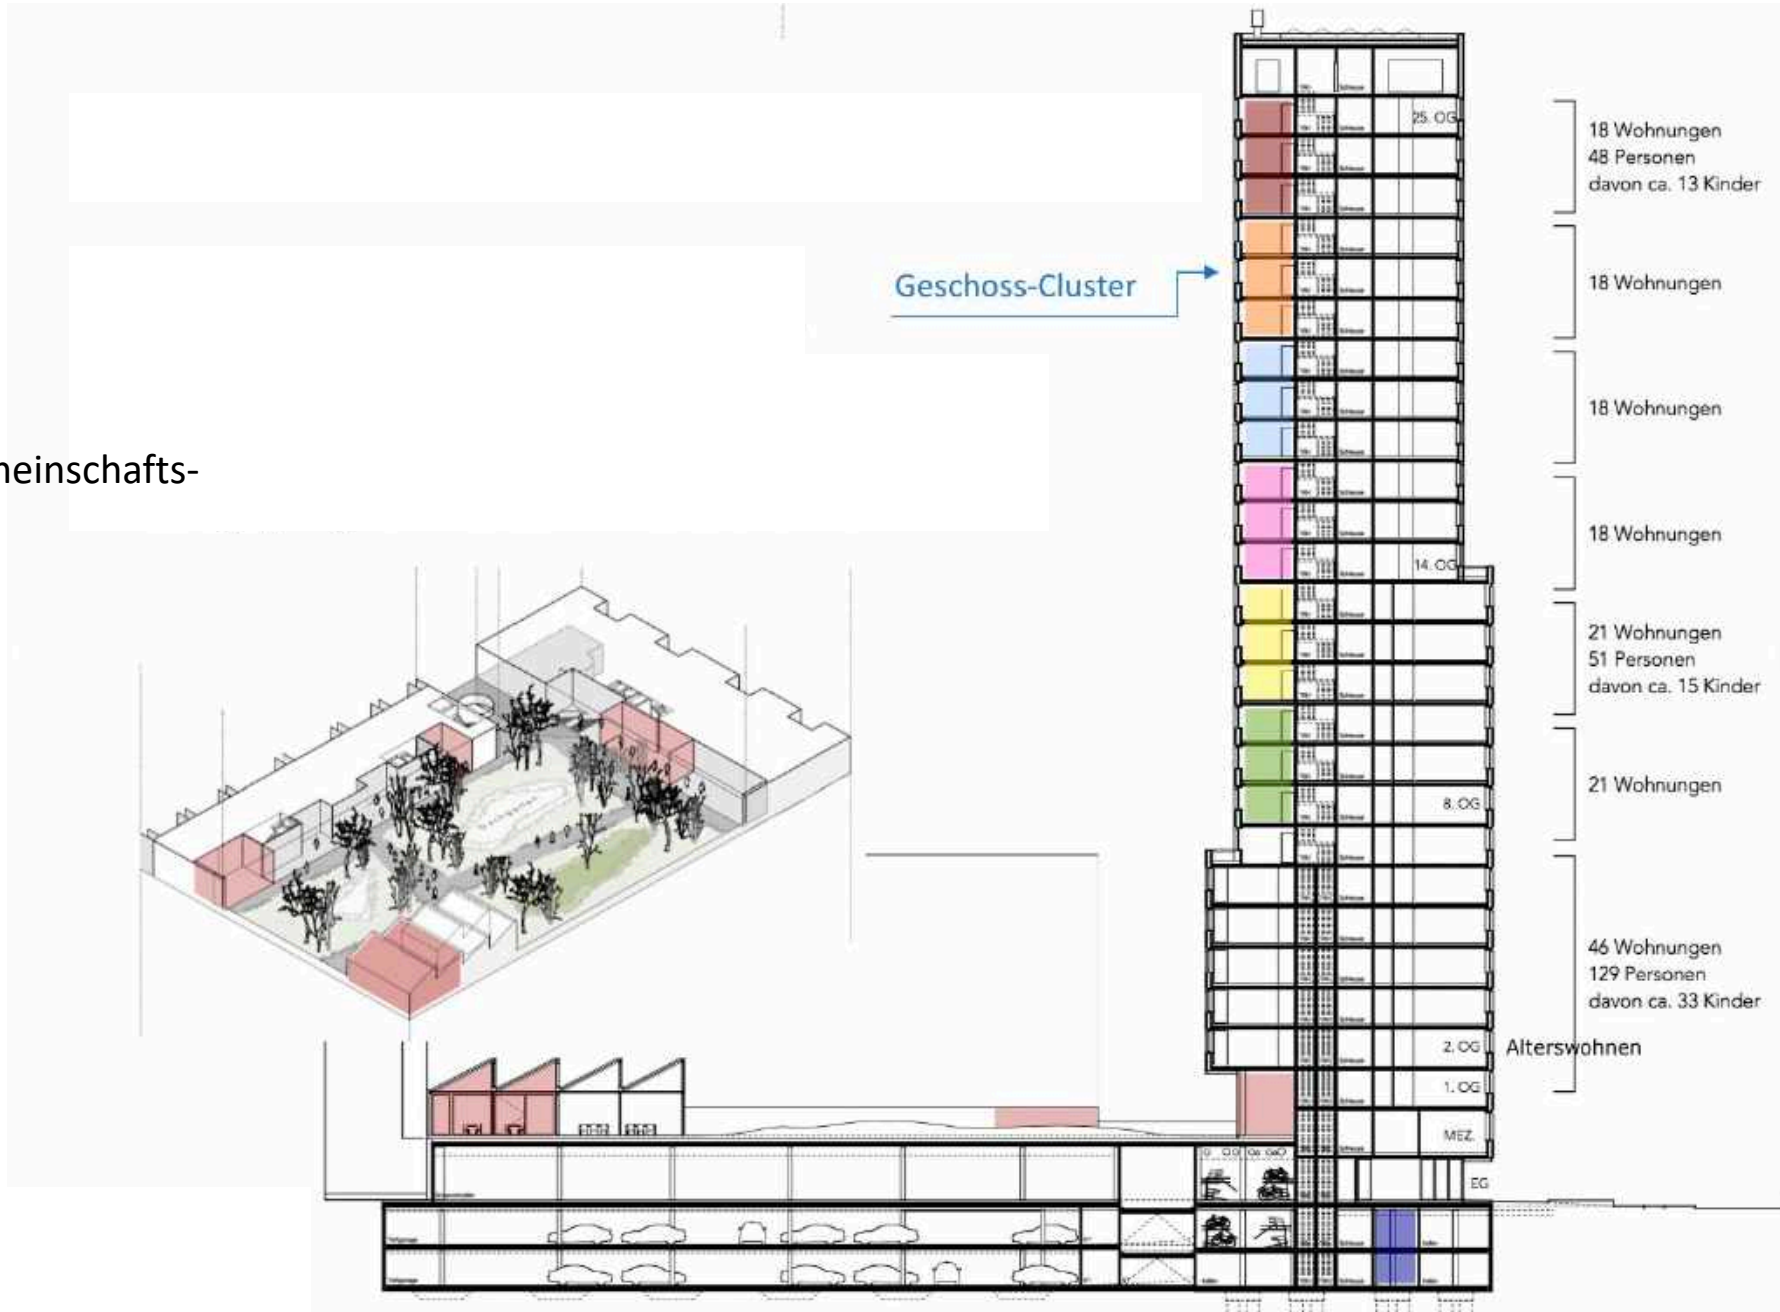 25. OG
18 Wohnungen
48 Personen
davon ca. 13 Kinder
Geschoss-Cluster
18 Wohnungen
18 Wohnungen
neinschafts-
18 Wohnungen
14. OG
21 Wohnungen
51 Personen
davon ca. 15 Kinder
21 Wohnungen
8. OG
46 Wohnungen
129 Personen
davon ca. 33 Kinder
2. OG
Alterswohnen
1. OG
MEZ.
EG